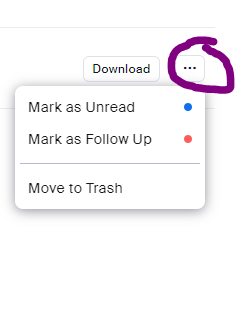 Download ...
Mark as Unread
Mark as Follow Up
Move to Trash